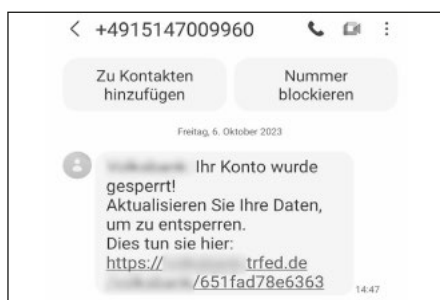 +4915147009960
Zu Kontakten
hinzufügen
Nummer
blockieren
Freitag, 6. Oktober 2023
Ihr Konto wurde
gesperrt!
Aktualisieren Sie Ihre Daten,
um zu entsperren.
Dies tun sie hier:
https:// trfed.de
/651fad78e6363
14:47